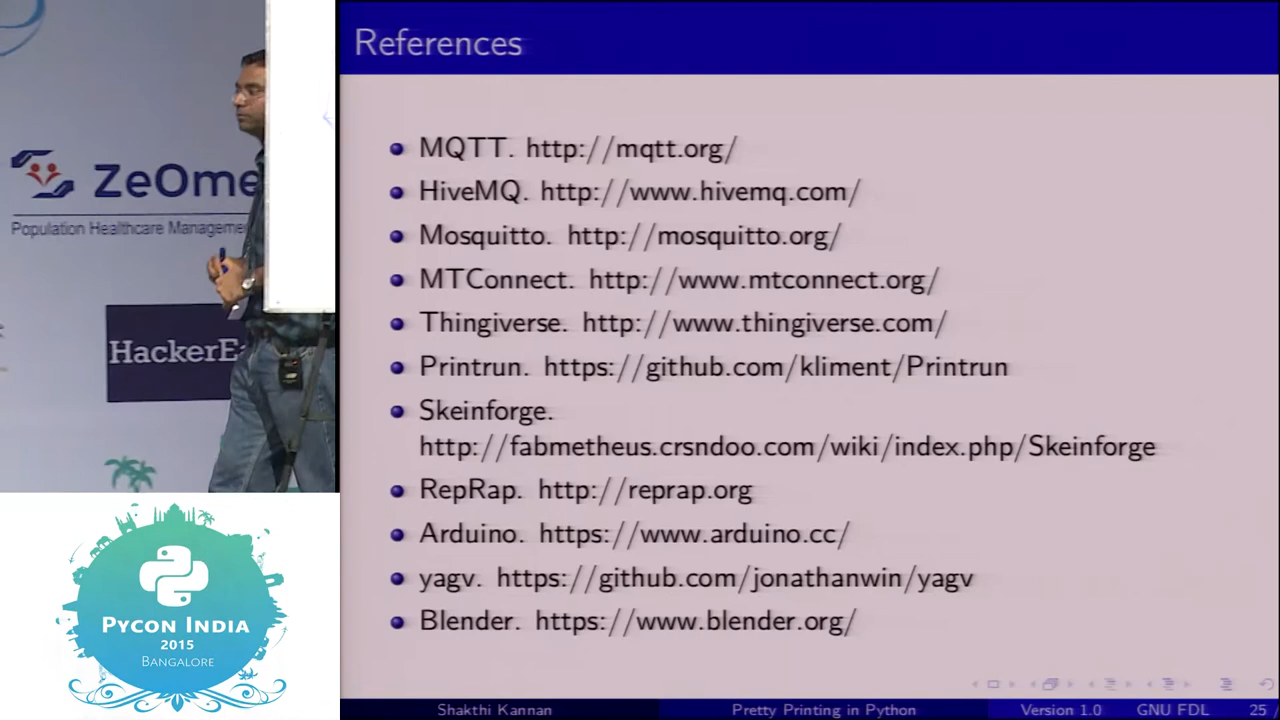 References
MQTT. http://mqtt.org/
HiveMQ. http://www.hivemq.com/
Mosquitto. http://mosquitto.org/
MTConnect. http://www.mtconnect.org/
Thingiverse. http://www.thingiverse.com/
Printrun. https://github.com/kliment/Printrun
Skeinforge.
http://fabmetheus.crsndoo.com/wiki/index.php/Skeinforge
RepRap. http://reprap.org
Arduino. https://www.arduino.cc/
yagv. https://github.com/jonathanwin/yagv
Blender. https://www.blender.org/
Shakthi Kannan
Pretty Printing in Python
Version 1.0
GNU FDL
25
ZeOme
Population Healthcare Manageme
HackerEa
PYCON INDIA
2015
BANGALORE